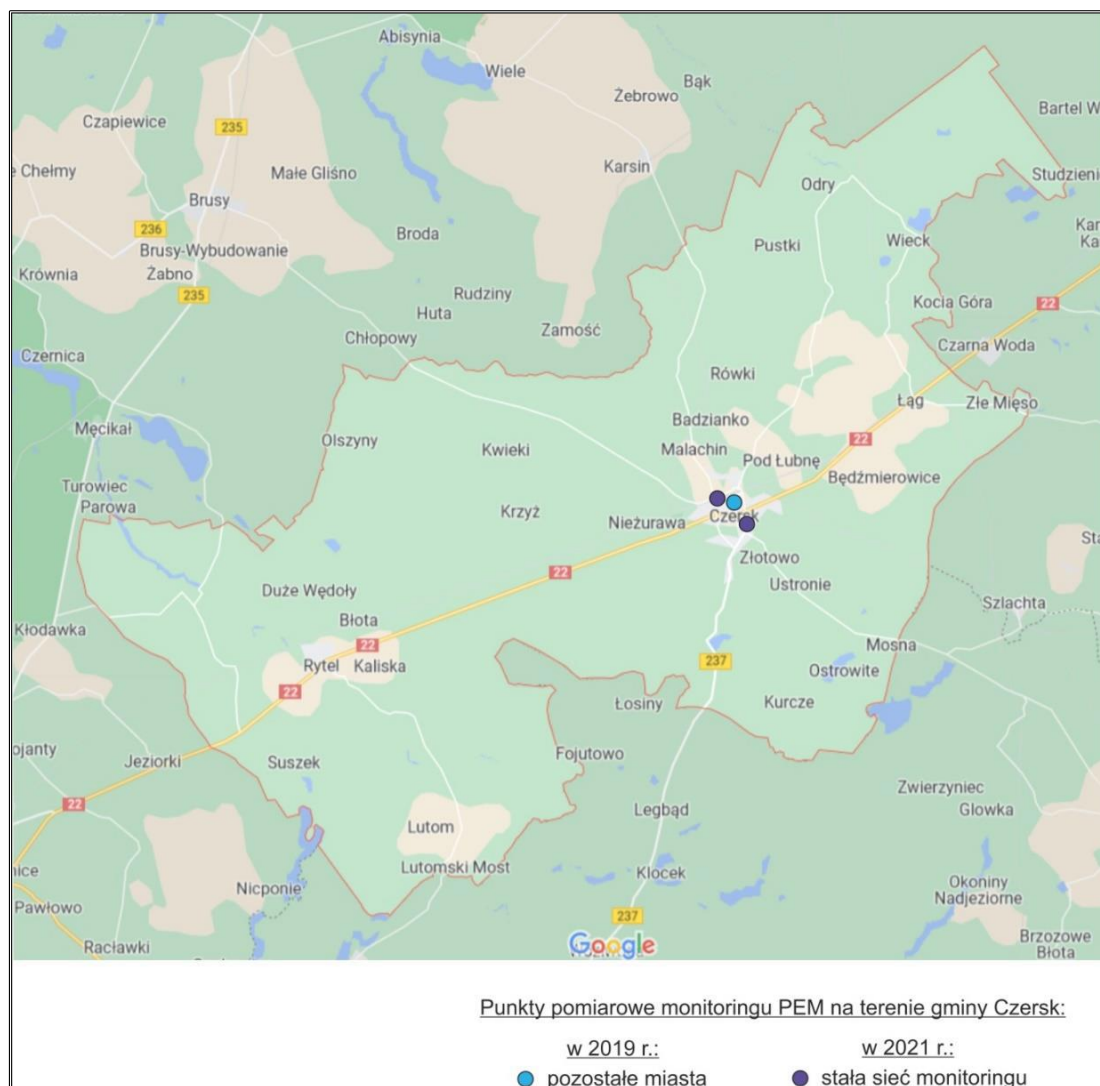 Abisynia
Wiele
Bąk
Żebrowo
Bartel W
Czapiewice
235
Karsin
e Chełmy
Małe Gliśno
Studzieni
Odry
Brusy
236
Broda
Pustki
Wieck
Kar
Ka
Brusy-Wybudowanie
Krównia
Żabno
235
Rudziny
Kocia Góra
22
Huta
Zamość
Chłopowy
Czarna Woda
Czernica
Rówki
Łąg
Złe Mięso
Badzianko
Męcikał
Olszyny
Kwieki
Malachin
22
Pod Łubnę
Będźmierowice
Turowiec
Parowa
Krzyż
Nieżurawa
Czersk
Sta
Złotowo
22
Ustronie
Duże Wędoły
Szlachta
Błota
Kłodawka
22
Mosna
Rytel
Kaliska
237
Ostrowite
22
Łosiny
Kurcze
ojanty
Jeziorki
Suszek
Fojutowo
Zwierzyniec
22
Legbąd
Glowka
Lutom
Lutomski Most
Klocek
nice
Nicponie
Okoniny
Nadjeziorne
Pawłowo
237
Racławki
Google
Brzozowe
Błota
Punkty pomiarowe monitoringu PEM na terenie gminy Czersk:
w 2019 r.:
w 2021 r.:
pozostałe miasta
stała sieć monitoringu